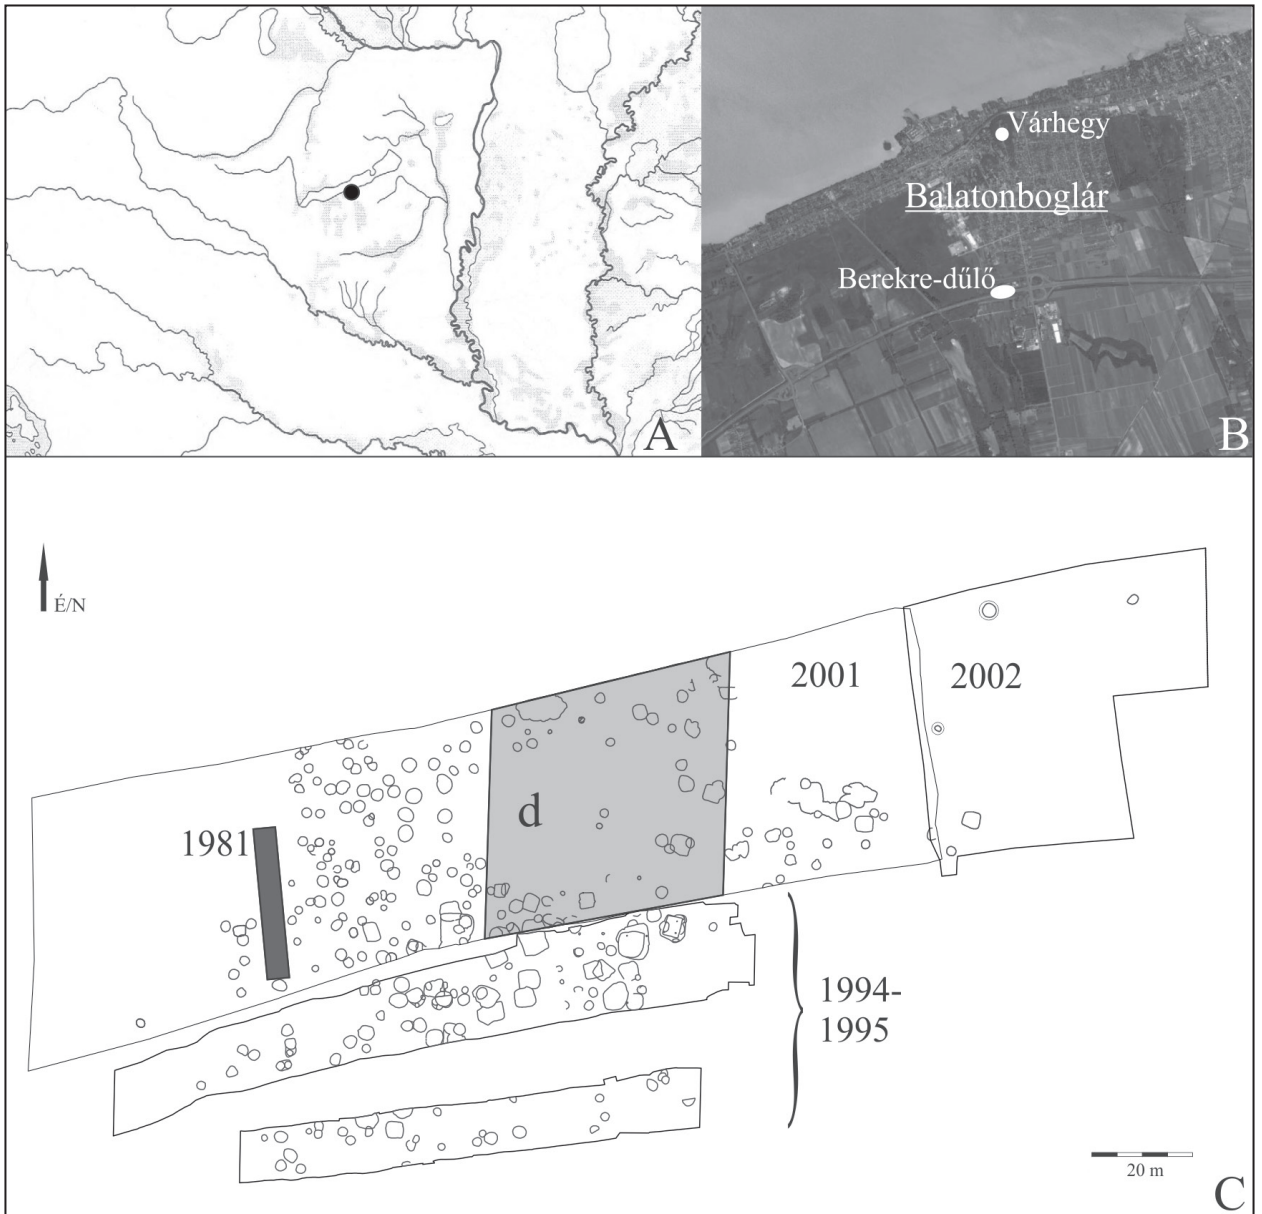 A
Várhegy
Balatonboglár
Berekre-dűlő
B
É/N
2001
2002
d
1981
1994-
1995
20 m
C